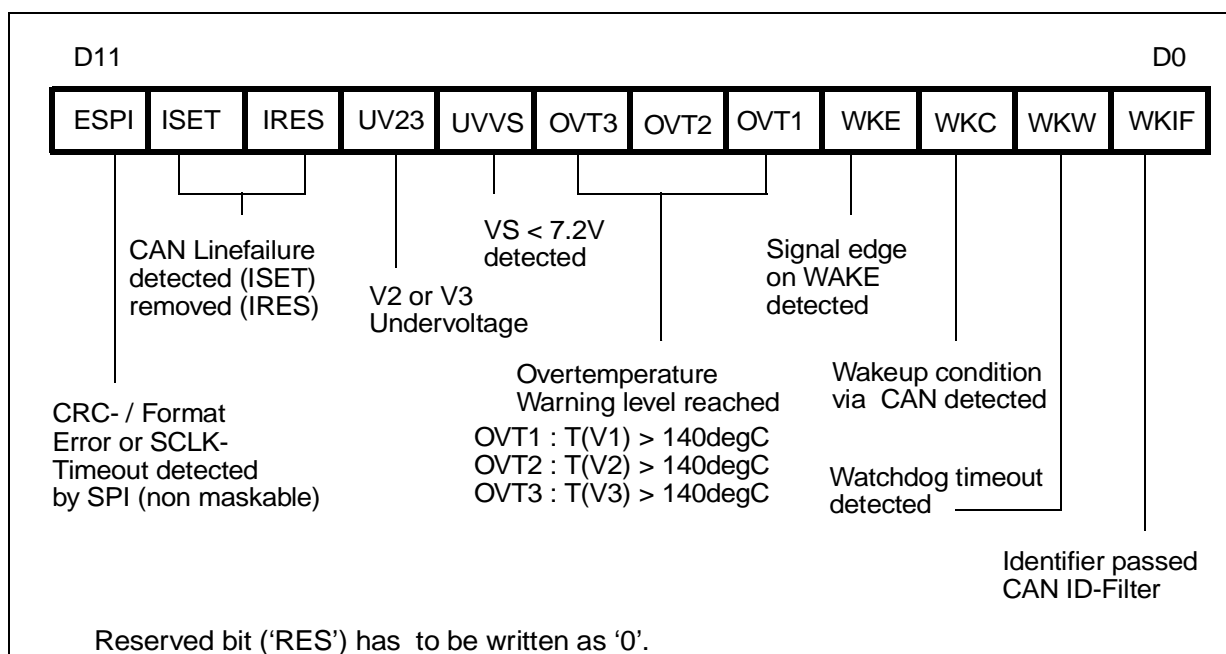 D11 D0
ESPI ISET IRES UV23 UVVS OVT3 OVT2 OVT1 WKE WKC WKW WKIF
CAN Linefailure
detected (ISET)
removed (IRES)
VS < 7.2V
detected
Signal edge
on WAKE
detected
V2 or V3
Undervoltage
CRC- / Format
Error or SCLK-
Timeout detected
by SPI (non maskable)
Overtemperature
Warning level reached
OVT1 : T(V1) > 140degC
OVT2 : T(V2) > 140degC
OVT3 : T(V3) > 140degC
Wakeup condition
via CAN detected
Watchdog timeout
detected
Identifier passed
CAN ID-Filter
Reserved bit (‘RES’) has to be written as ‘0’.